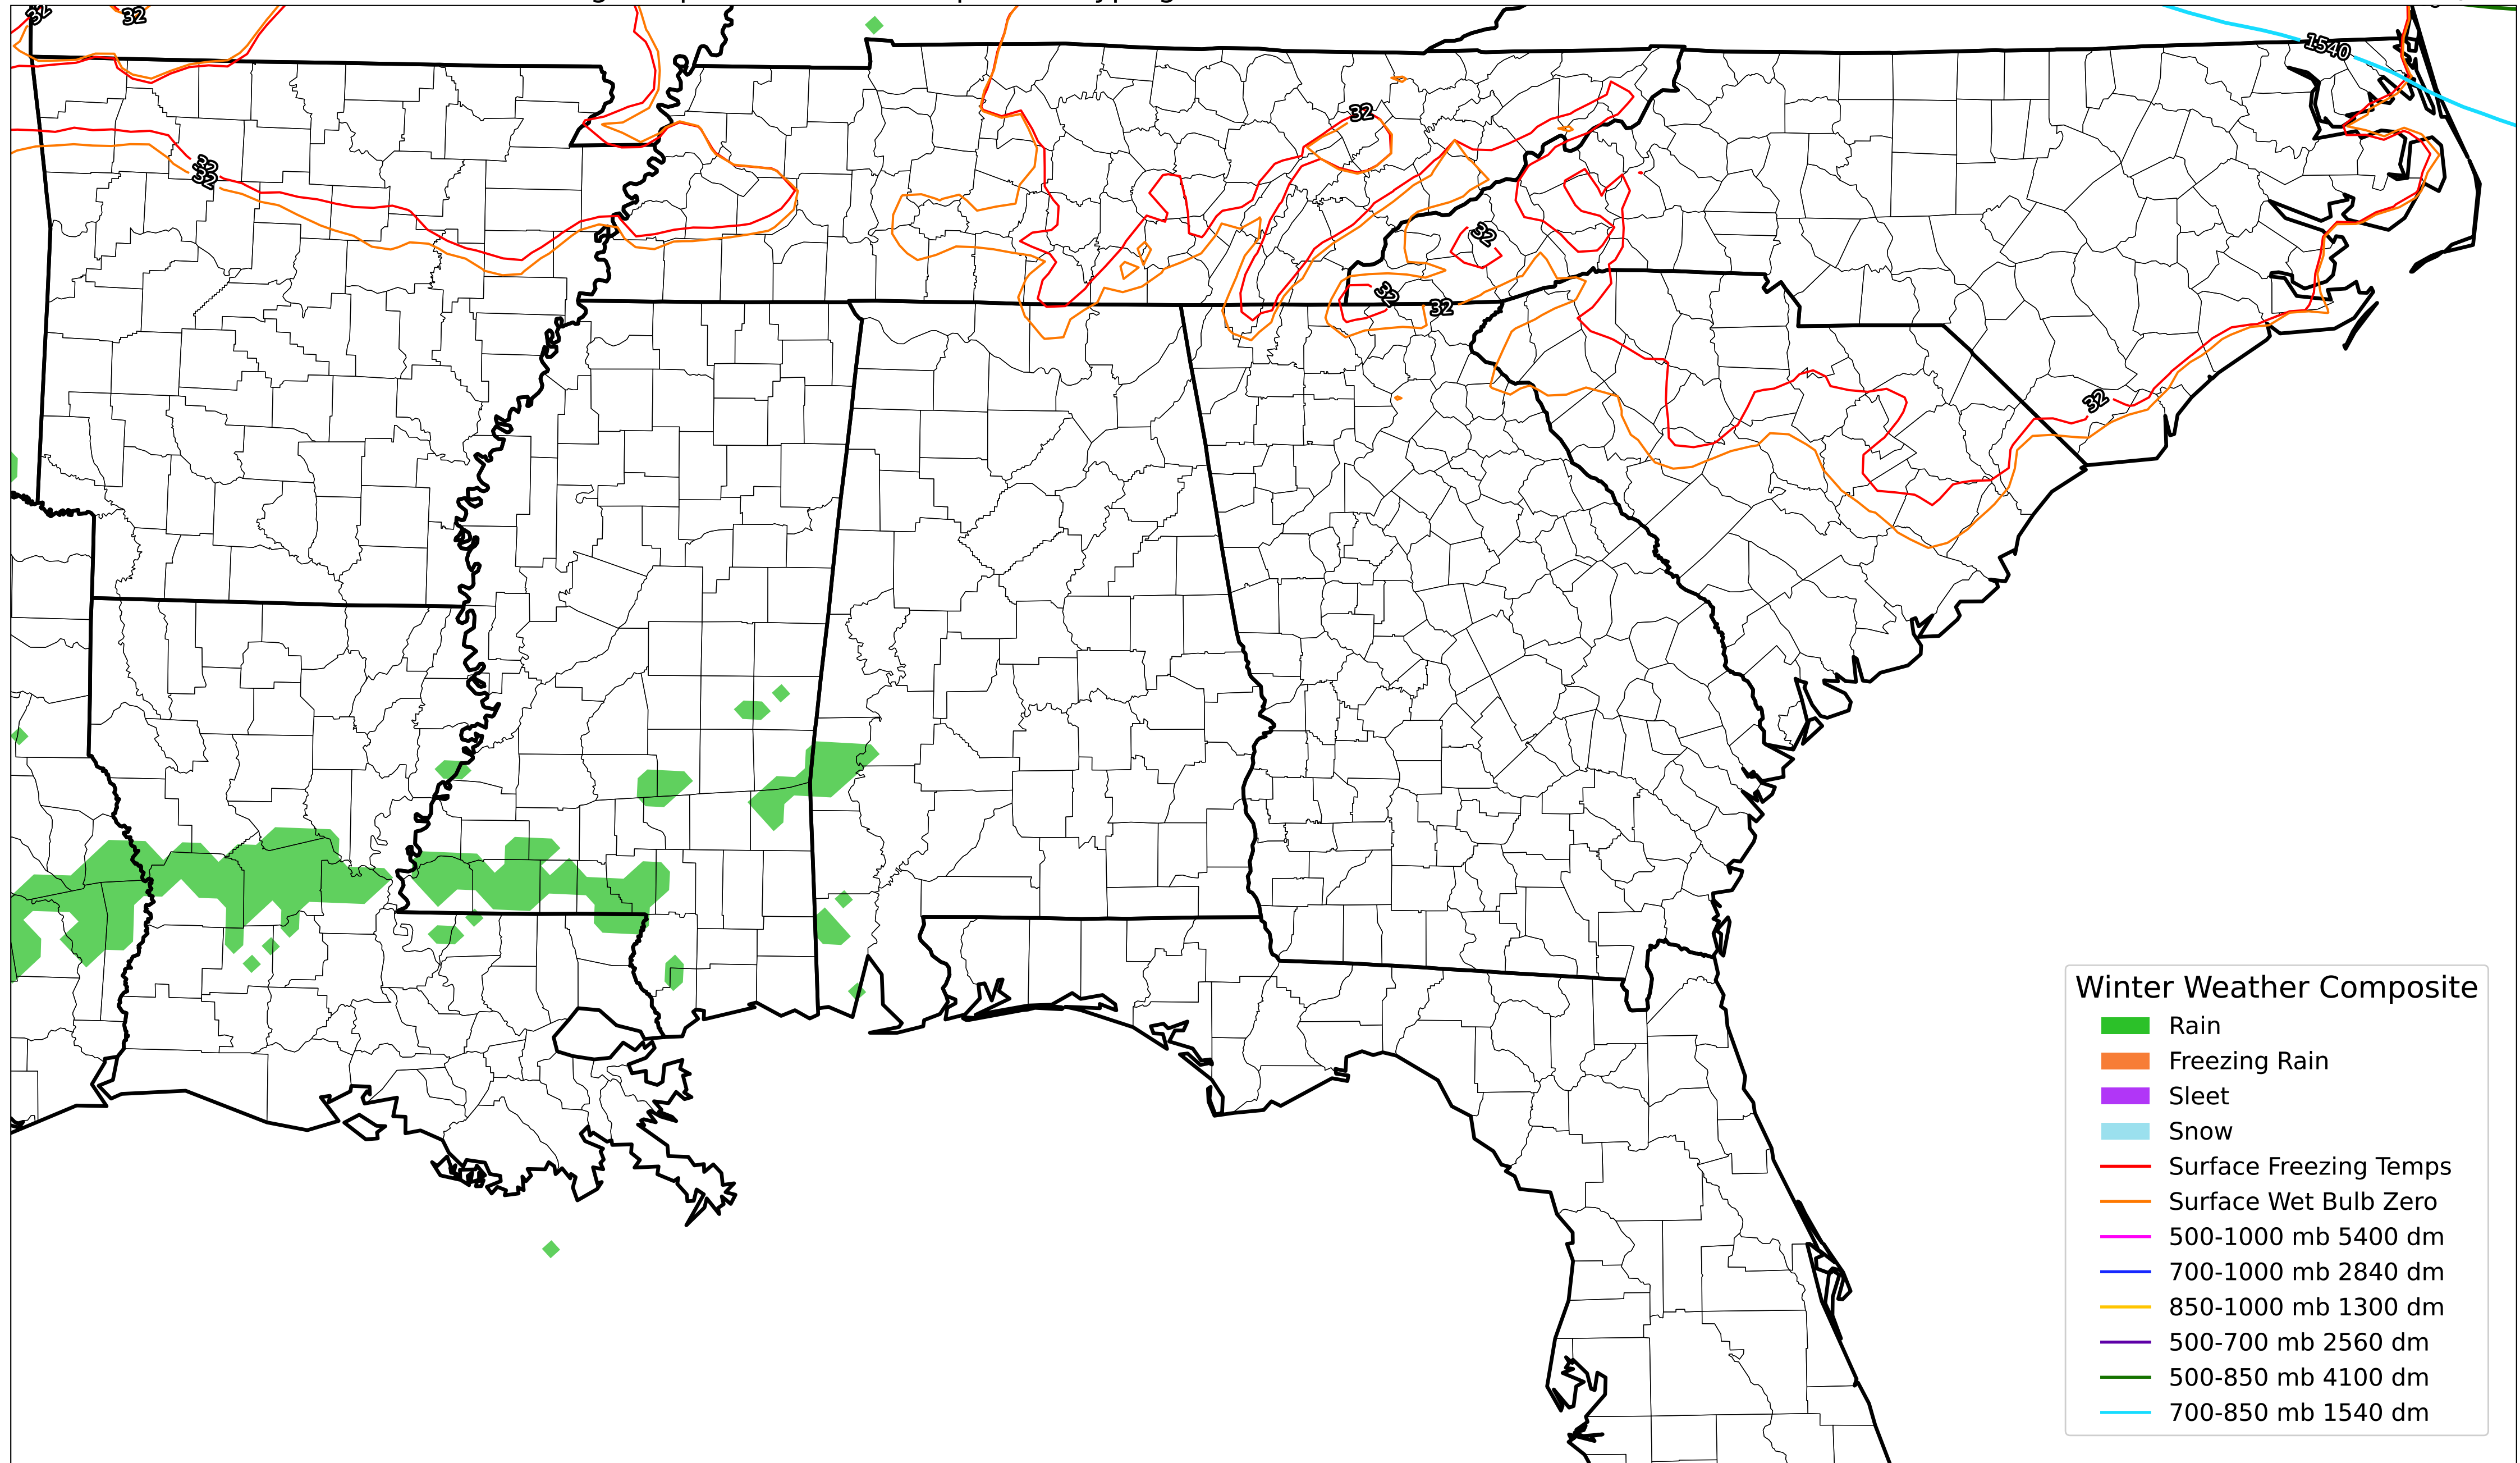 32
32
32
1540
32
32
32
32
32
32
32
Winter Weather Composite
Rain
Freezing Rain
Sleet
Snow
Surface Freezing Temps
Surface Wet Bulb Zero
500-1000 mb 5400 dm
700-1000 mb 2840 dm
850-1000 mb 1300 dm
500-700 mb 2560 dm
500-850 mb 4100 dm
700-850 mb 1540 dm